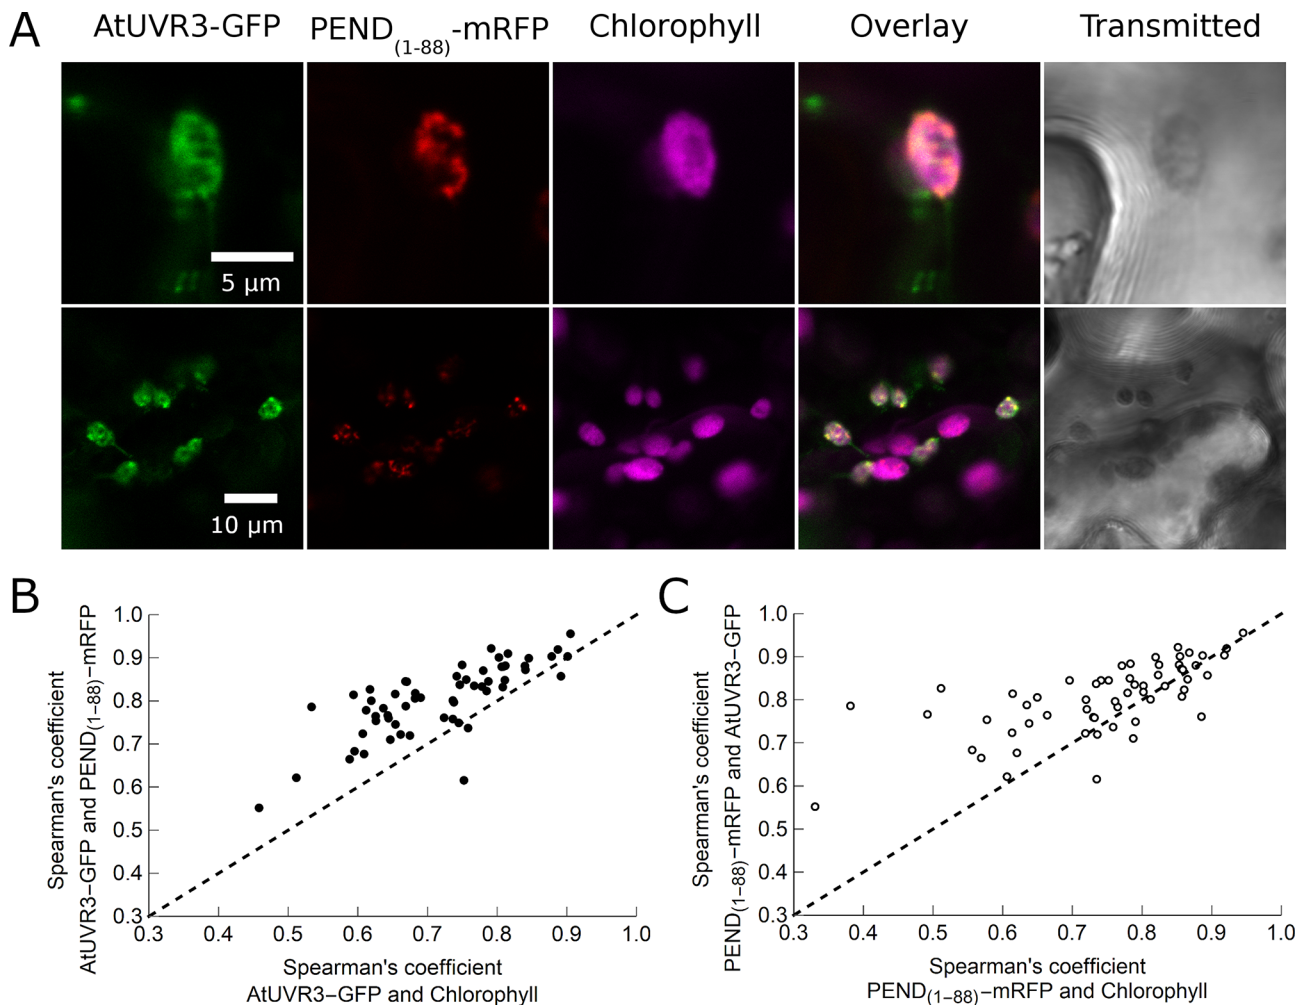 A
AtUVR3-GFP
PEND(1-88)-mRFP
Chlorophyll
Overlay
Transmitted
5 µm
10 µm
B
Spearman's coefficient
AtUVR3−GFP and PEND(1−88)−mRFP
1.0
0.9
0.8
0.7
0.6
0.5
0.4
0.3
0.3 0.4 0.5 0.6 0.7 0.8 0.9 1.0
Spearman's coefficient
AtUVR3−GFP and Chlorophyll
C
Spearman's coefficient
PEND(1−88)−mRFP and AtUVR3−GFP
1.0
0.9
0.8
0.7
0.6
0.5
0.4
0.3
0.3 0.4 0.5 0.6 0.7 0.8 0.9 1.0
Spearman's coefficient
PEND(1−88)−mRFP and Chlorophyll